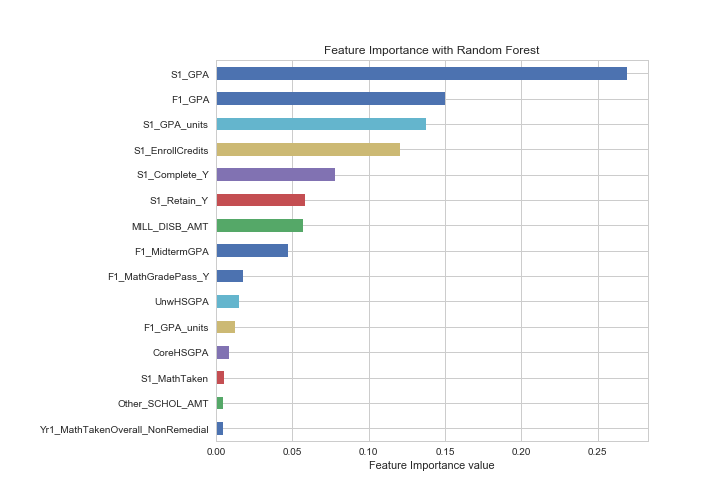 Feature Importance with Random Forest
S1_GPA
F1_GPA
S1_GPA_units
S1_EnrollCredits
S1_Complete_Y
S1_Retain_Y
MILL_DISB_AMT
F1_MidtermGPA
F1_MathGradePass_Y
UnwHSGPA
F1_GPA_units
CoreHSGPA
S1_MathTaken
Other_SCHOL_AMT
Yr1_MathTakenOverall_NonRemedial
0.00 0.05 0.10 0.15 0.20 0.25
Feature Importance value